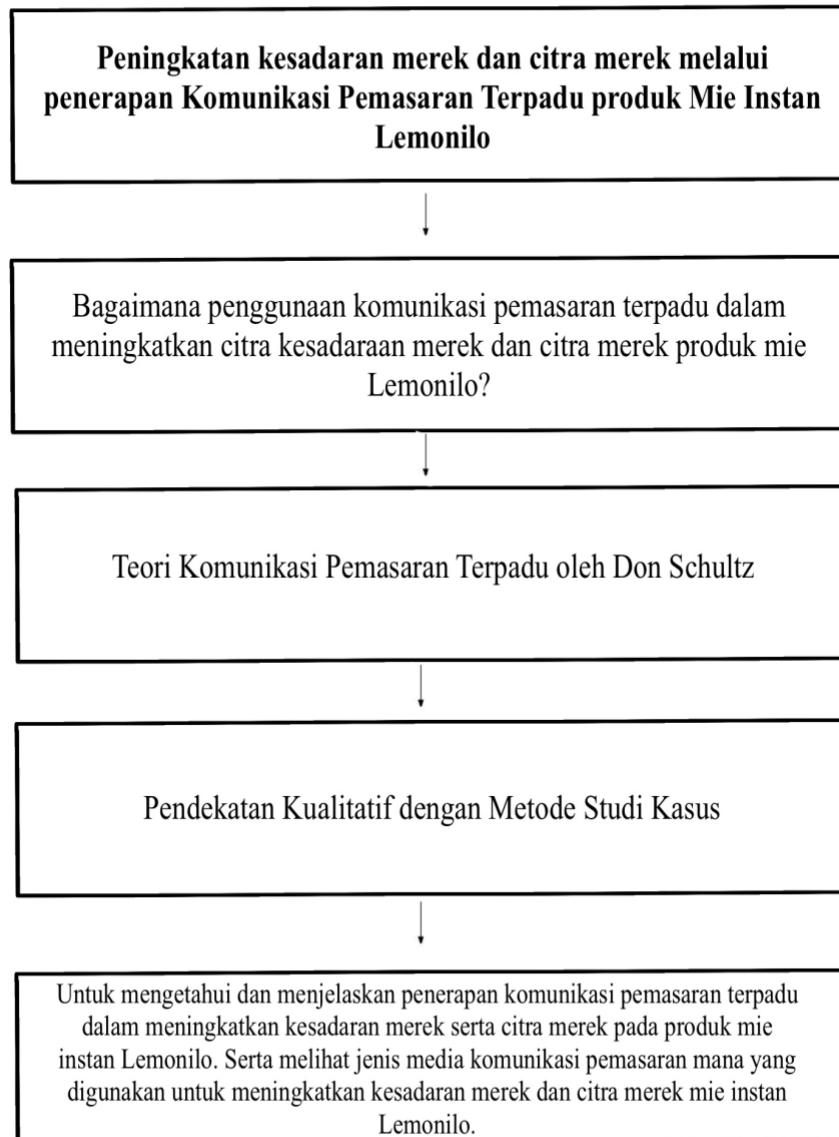 Peningkatan kesadaran merek dan citra merek melalui
penerapan Komunikasi Pemasaran Terpadu produk Mie Instan
Lemonilo
Bagaimana penggunaan komunikasi pemasaran terpadu dalam
meningkatkan citra kesadaraan merek dan citra merek produk mie
Lemonilo?
Teori Komunikasi Pemasaran Terpadu oleh Don Schultz
Pendekatan Kualitatif dengan Metode Studi Kasus
Untuk mengetahui dan menjelaskan penerapan komunikasi pemasaran terpadu
dalam meningkatkan kesadaran merek serta citra merek pada produk mie
instan Lemonilo. Serta melihat jenis media komunikasi pemasaran mana yang
digunakan untuk meningkatkan kesadaran merek dan citra merek mie instan
Lemonilo.